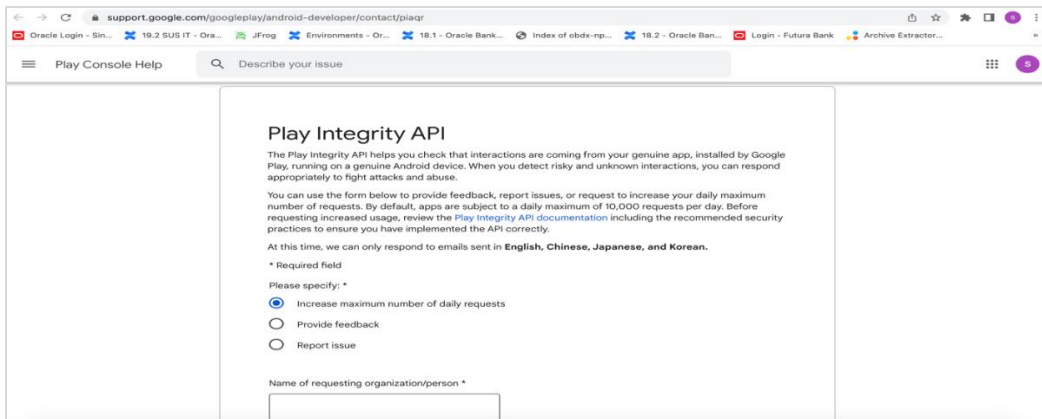 support.google.com/googleplay/android-developer/contact/piaqr
Oracle Login - Sin... 19.2 SUS IT - Ora... JFrog Environments - Or... 18.1 - Oracle Bank... Index of obdx-np... 18.2 - Oracle Ban... Login - Futura Bank Archive Extractor... »
Play Console Help Describe your issue S
Play Integrity API
The Play Integrity API helps you check that interactions are coming from your genuine app, installed by Google
Play, running on a genuine Android device. When you detect risky and unknown interactions, you can respond
appropriately to fight attacks and abuse.
You can use the form below to provide feedback, report issues, or request to increase your daily maximum
number of requests. By default, apps are subject to a daily maximum of 10,000 requests per day. Before
requesting increased usage, review the Play Integrity API documentation including the recommended security
practices to ensure you have implemented the API correctly.
At this time, we can only respond to emails sent in English, Chinese, Japanese, and Korean.
* Required field
Please specify: *
Increase maximum number of daily requests
Provide feedback
Report issue
Name of requesting organization/person *